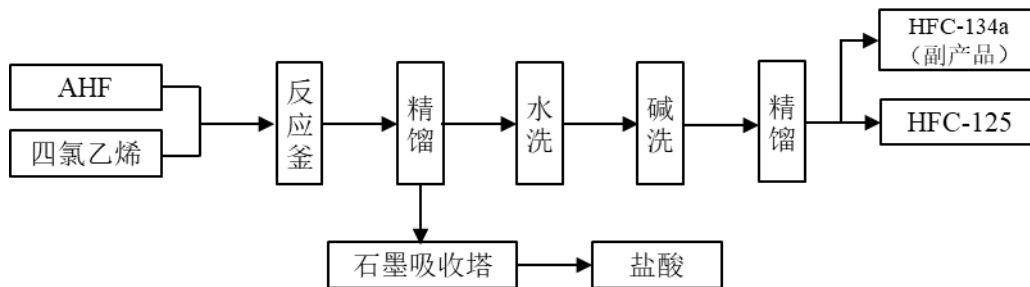 AHF
四氯乙烯
反应釜
精馏
水洗
碱洗
精馏
HFC-134a
（副产品）
HFC-125
石墨吸收塔
盐酸